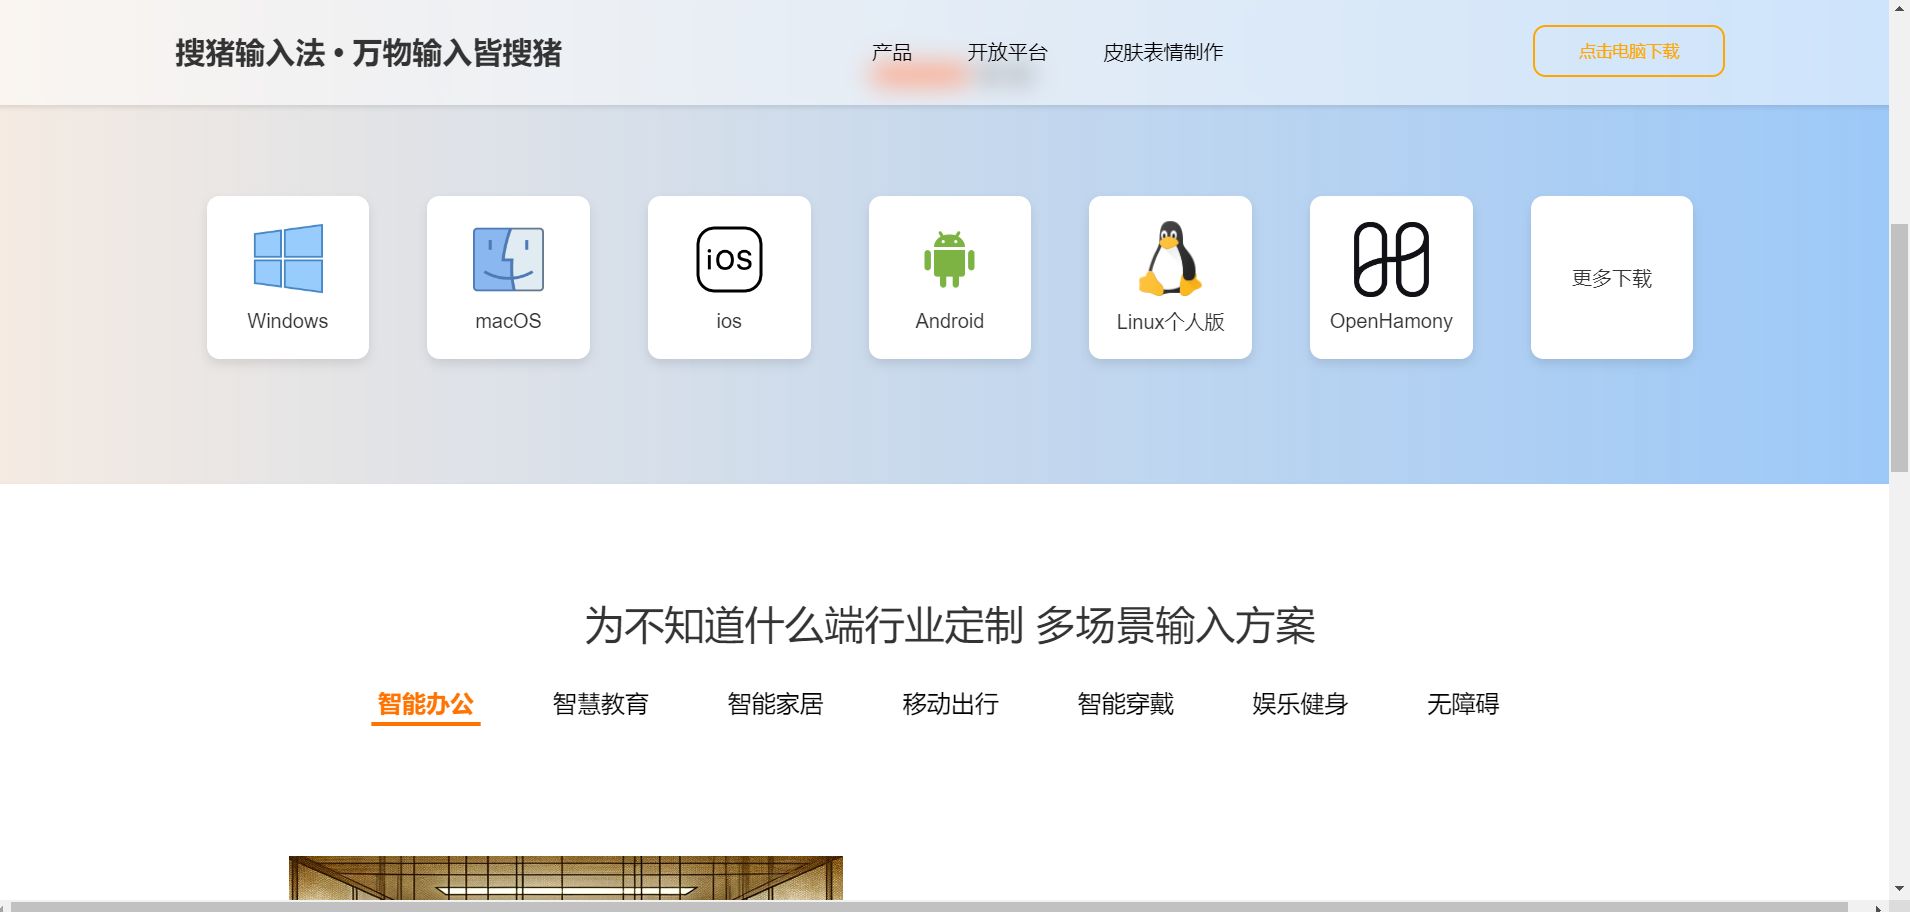 搜猪输入法 • 万物输入皆搜猪
产品 开放平台 皮肤表情制作
点击电脑下载
iOS
Windows macOS ios Android Linux个人版 OpenHamony 更多下载
为不知道什么端行业定制 多场景输入方案
智能办公 智慧教育 智能家居 移动出行 智能穿戴 娱乐健身 无障碍